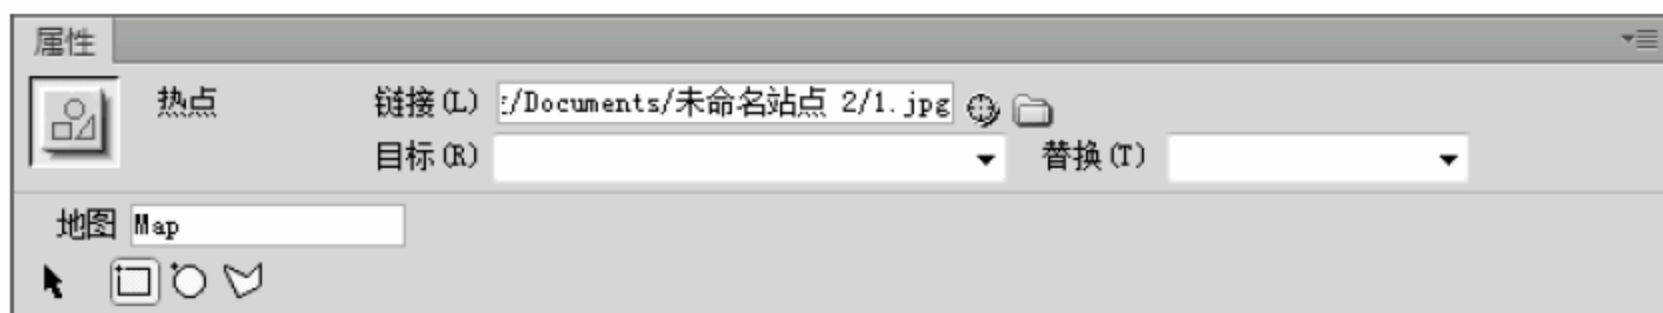 属性
热点 链接(L) :/Documents/未命名站点 2/1.jpg
目标(R) 替换(T)
地图 Map